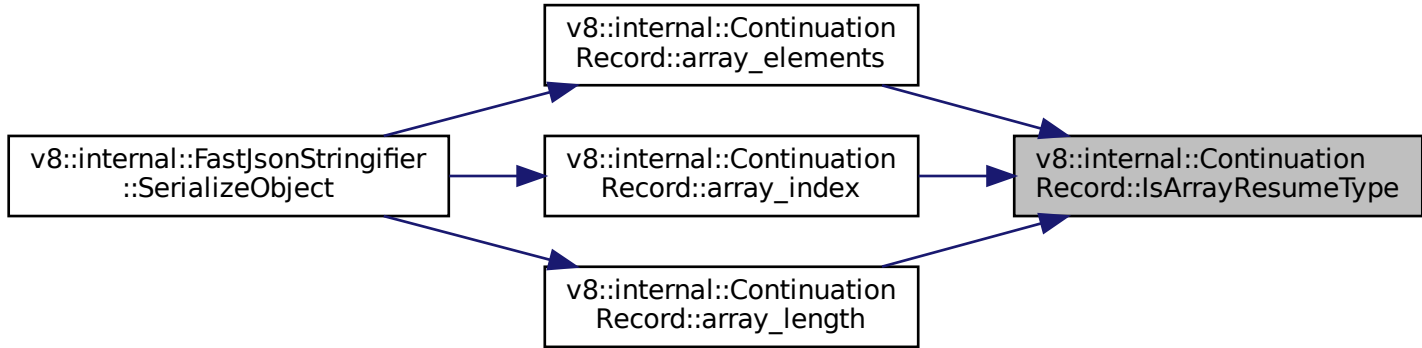 v8::internal::Continuation
Record::array_elements
v8::internal::FastJsonStringifier
::SerializeObject
v8::internal::Continuation
Record::array_index
v8::internal::Continuation
Record::IsArrayResumeType
v8::internal::Continuation
Record::array_length